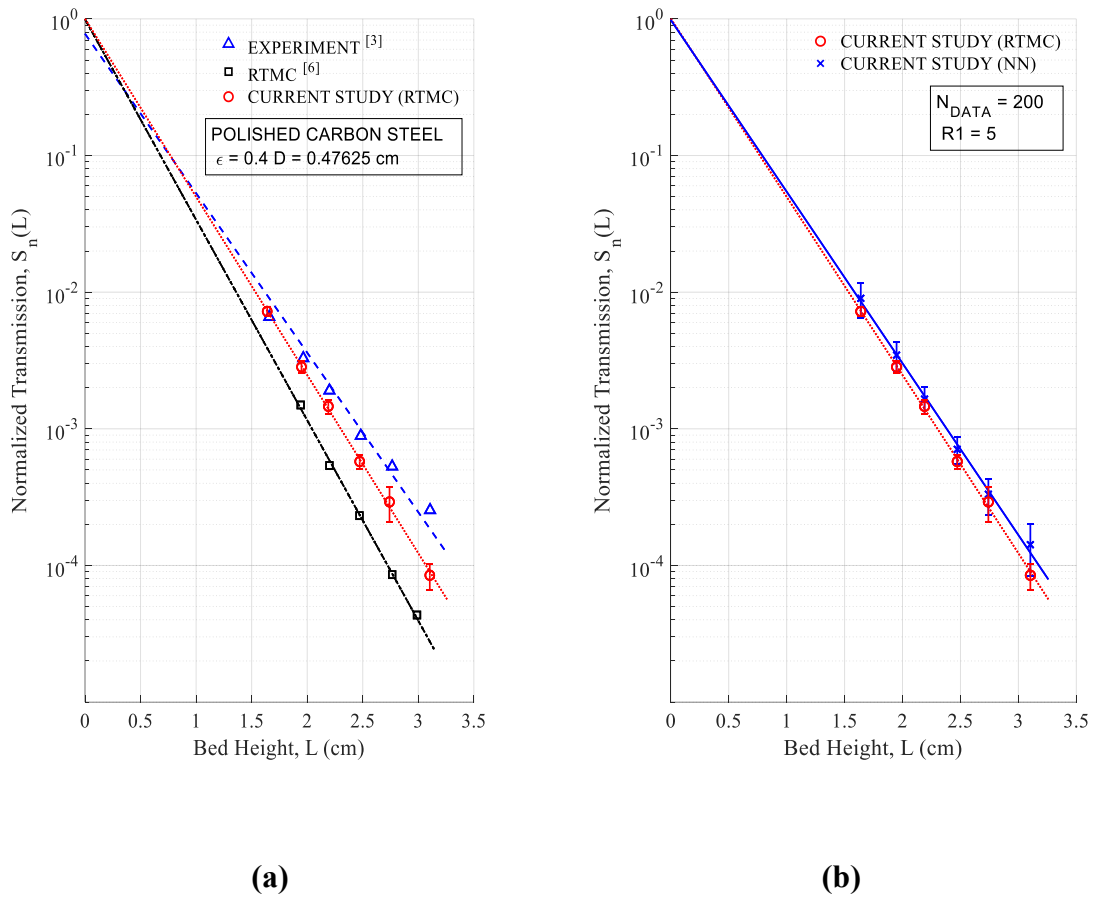 EXPERIMENT [3]
RTMC [6]
CURRENT STUDY (RTMC)
POLISHED CARBON STEEL
ϵ = 0.4 D = 0.47625 cm
Normalized Transmission, S_n(L)
10^0
10^-1
10^-2
10^-3
10^-4
0 0.5 1 1.5 2 2.5 3 3.5
Bed Height, L (cm)
(a)
CURRENT STUDY (RTMC)
CURRENT STUDY (NN)
N_DATA = 200
R1 = 5
Normalized Transmission, S_n(L)
10^0
10^-1
10^-2
10^-3
10^-4
0 0.5 1 1.5 2 2.5 3 3.5
Bed Height, L (cm)
(b)